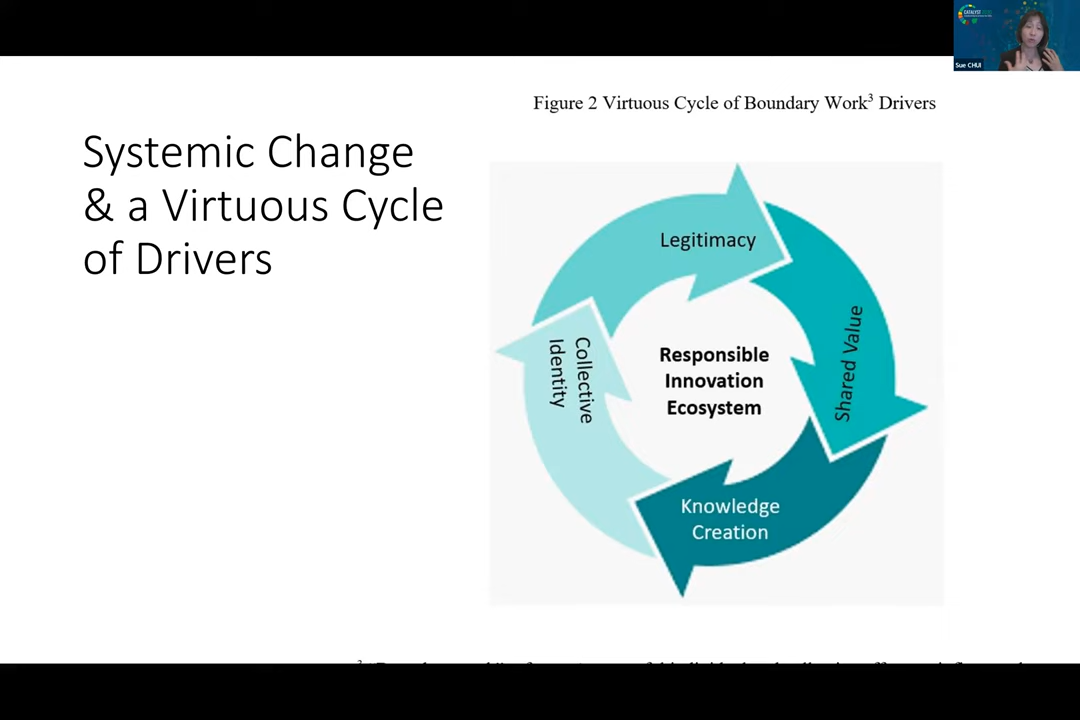 CATALYST
Sue CHUI
Figure 2 Virtuous Cycle of Boundary Work3 Drivers
Systemic Change
& a Virtuous Cycle
of Drivers
Legitimacy
Shared Value
Collective
Identity
Responsible
Innovation
Ecosystem
Knowledge
Creation